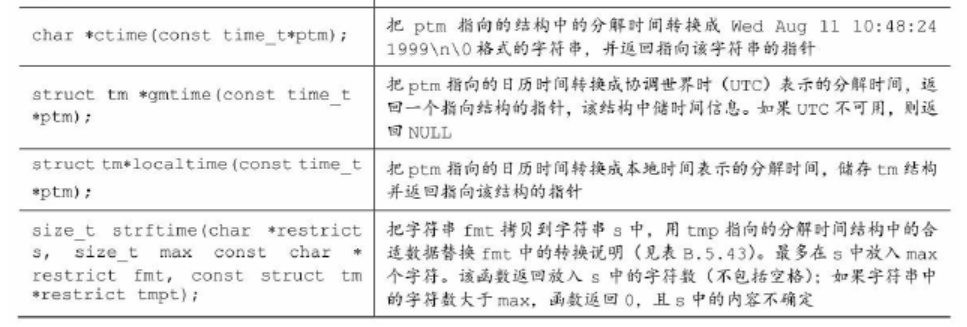 char *ctime(const time_t*ptm);
把 ptm 指向的结构中的分解时间转换成 Wed Aug 11 10:48:24
1999\n\0 格式的字符串，并返回指向该字符串的指针
struct tm *gmtime(const time_t
*ptm);
把 ptm 指向的日历时间转换成协调世界时（UTC）表示的分解时间，返
回一个指向结构的指针，该结构中储时间信息。如果 UTC 不可用，则返
回 NULL
struct tm*localtime(const time_t
*ptm);
把 ptm 指向的日历时间转换成本地时间表示的分解时间，储存 tm 结构
并返回指向该结构的指针
size_t strftime(char *restrict
s, size_t max const char *
restrict fmt, const struct tm
*restrict tmpt);
把字符串 fmt 拷贝到字符串 s 中，用 tmp 指向的分解时间结构中的合
适数据替换 fmt 中的转换说明（见表 B.5.43）。最多在 s 中放入 max
个字符。该函数返回放入 s 中的字符数（不包括空格）；如果字符串中
的字符数大于 max，函数返回 0，且 s 中的内容不确定